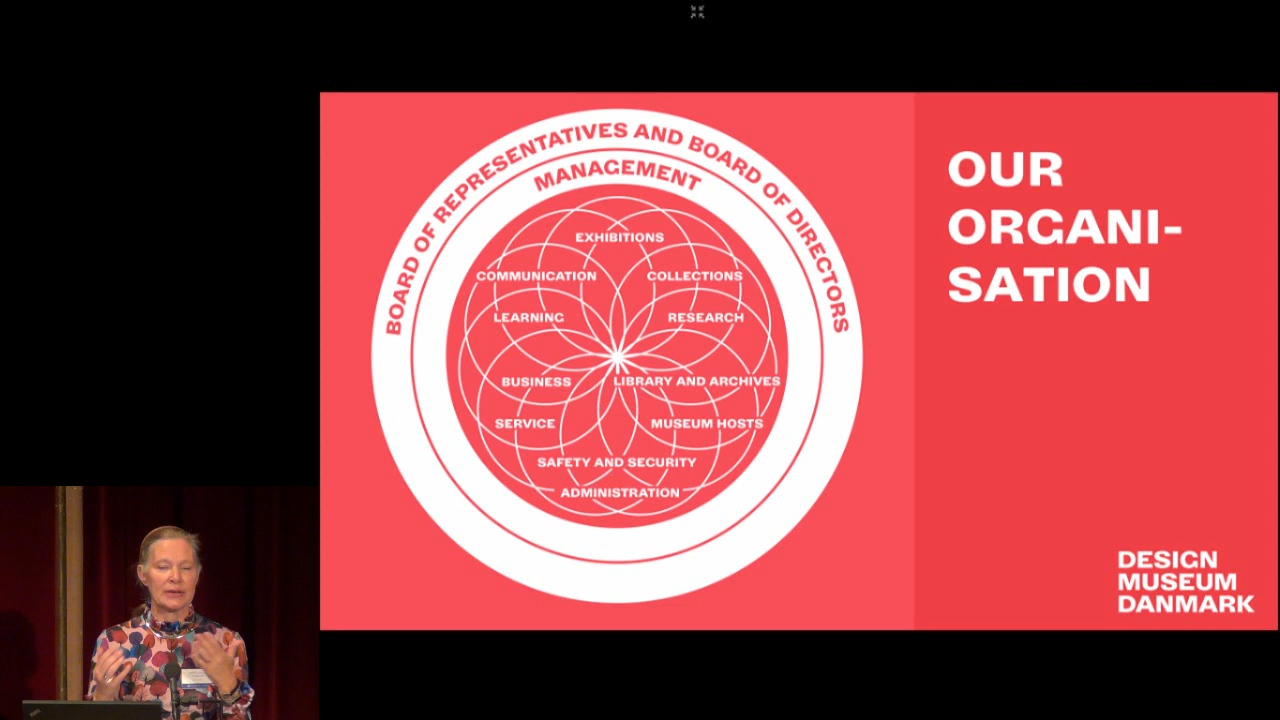 BOARD OF REPRESENTATIVES AND BOARD OF DIRECTORS
MANAGEMENT
EXHIBITIONS
COMMUNICATION
COLLECTIONS
LEARNING
RESEARCH
BUSINESS
LIBRARY AND ARCHIVES
SERVICE
MUSEUM HOSTS
SAFETY AND SECURITY
ADMINISTRATION
OUR
ORGANI-
SATION
DESIGN
MUSEUM
DANMARK